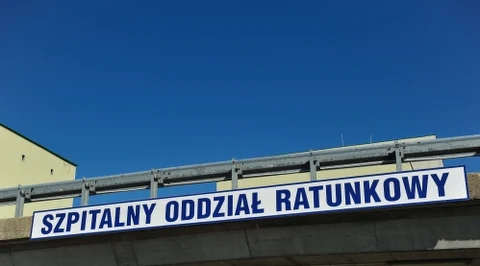 SZPITALNY ODDZIAŁ RATUNKOWY